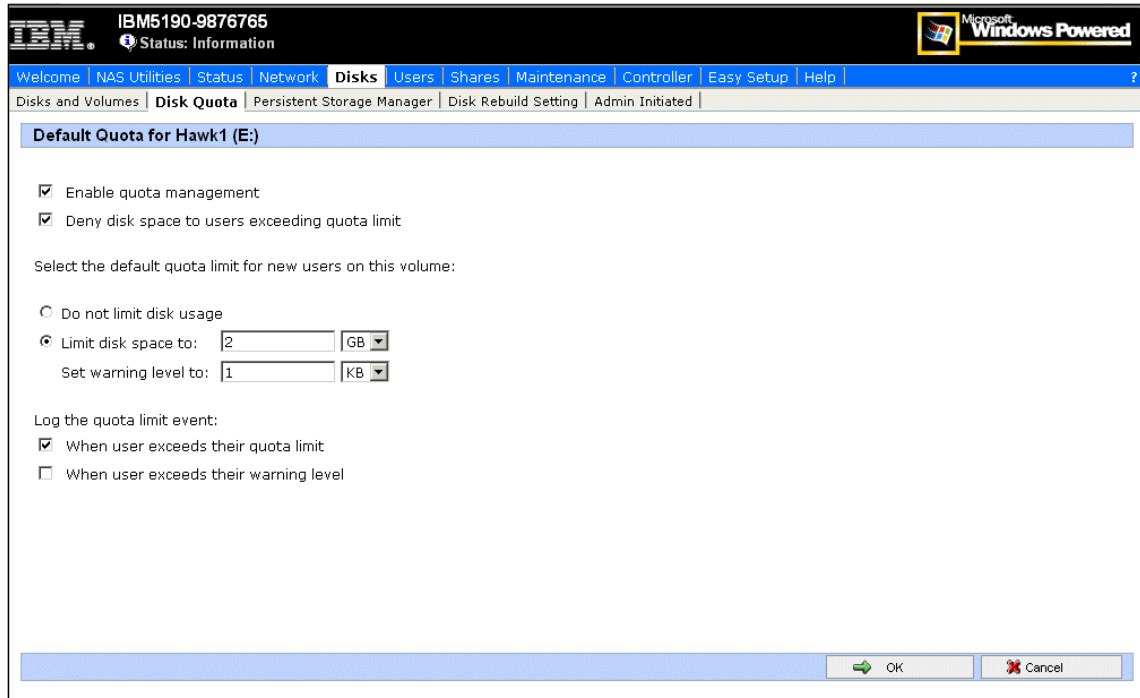 IBM®
IBM5190-9876765
Status: Information
Microsoft
Windows Powered
Welcome | NAS Utilities | Status | Network | Disks | Users | Shares | Maintenance | Controller | Easy Setup | Help | ?
Disks and Volumes | Disk Quota | Persistent Storage Manager | Disk Rebuild Setting | Admin Initiated |
Default Quota for Hawk1 (E:)
Enable quota management
Deny disk space to users exceeding quota limit
Select the default quota limit for new users on this volume:
Do not limit disk usage
Limit disk space to: 2 GB
Set warning level to: 1 KB
Log the quota limit event:
When user exceeds their quota limit
When user exceeds their warning level
OK Cancel